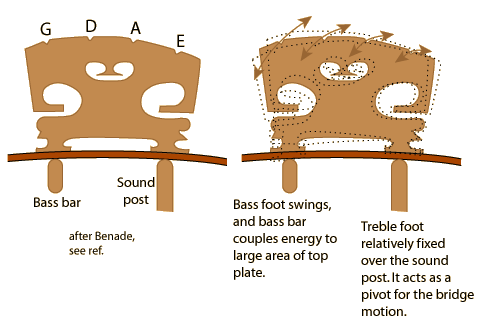 G
D
A
E
Bass bar
Sound
post
after Benade,
see ref.
Bass foot swings,
and bass bar
couples energy to
large area of top
plate.
Treble foot
relatively fixed
over the sound
post. It acts as a
pivot for the bridge
motion.